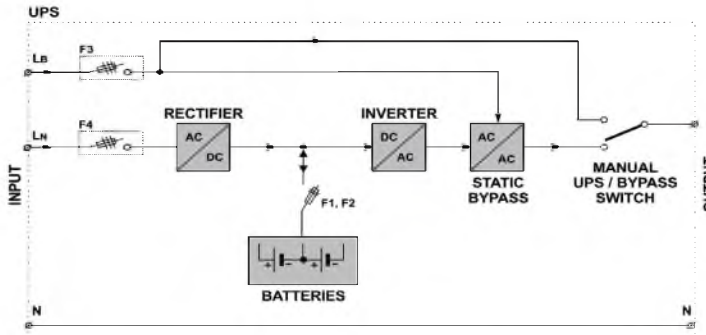 UPS
F3
LB
RECTIFIER
INVERTER
F4
LN
AC
DC
DC
AC
AC
AC
STATIC
BYPASS
MANUAL
UPS / BYPASS
SWITCH
INPUT
OUTPUT
F1, F2
+ - + -
BATTERIES
N
N